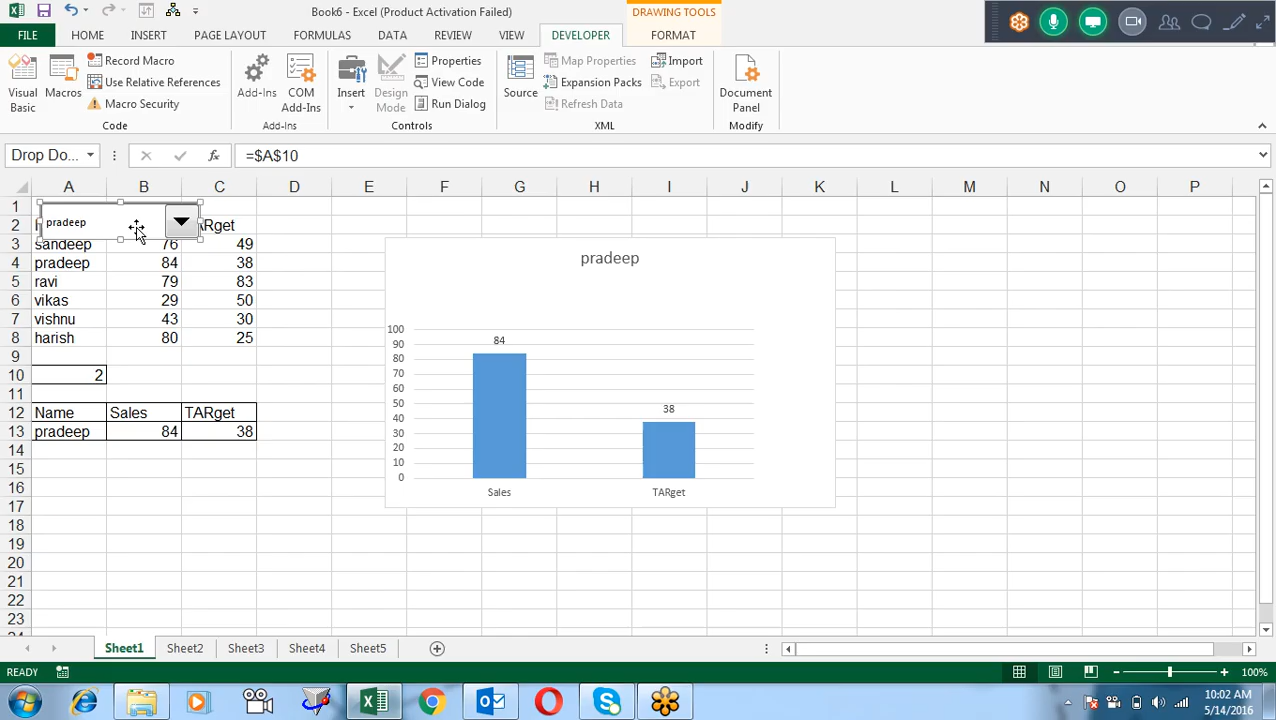 Book6 - Excel (Product Activation Failed)
DRAWING TOOLS
FILE HOME INSERT PAGE LAYOUT FORMULAS DATA REVIEW VIEW DEVELOPER FORMAT
Visual Basic
Macros
Record Macro
Use Relative References
Macro Security
Code
Add-Ins
COM Add-Ins
Add-Ins
Insert
Design Mode
Properties
View Code
Run Dialog
Controls
Source
Map Properties
Expansion Packs
Refresh Data
Import
Export
XML
Document Panel
Modify
Drop Do... fx =$A$10
A B C D E F G H I J K L M N O P
1
pradeep
2 TARget
3 sandeep 76 49
4 pradeep 84 38
5 ravi 79 83
6 vikas 29 50
7 vishnu 43 30
8 harish 80 25
9
10 2
11
12 Name Sales TARget
13 pradeep 84 38
14
15
16
17
18
19
20
21
22
23
pradeep
100
90
80
70
60
50
40
30
20
10
0
84
38
Sales TARget
Sheet1 Sheet2 Sheet3 Sheet4 Sheet5
READY
100%
10:02 AM
5/14/2016